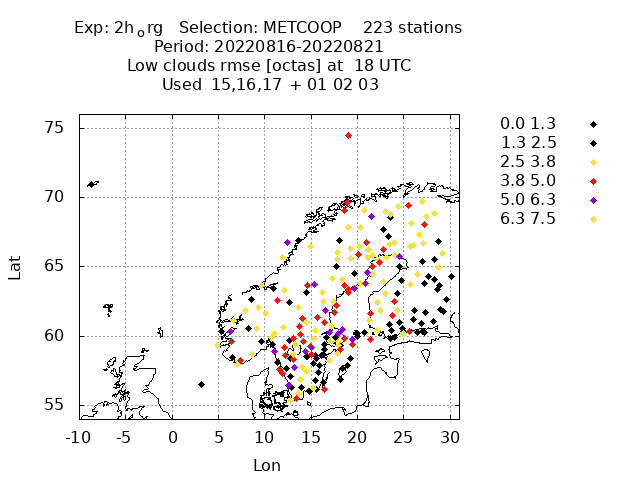 Exp: 2horg Selection: METCOOP 223 stations
Period: 20220816-20220821
Low clouds rmse [octas] at 18 UTC
Used 15,16,17 + 01 02 03
0.0 1.3
1.3 2.5
2.5 3.8
3.8 5.0
5.0 6.3
6.3 7.5
75
70
65
60
55
Lat
-10 -5 0 5 10 15 20 25 30
Lon